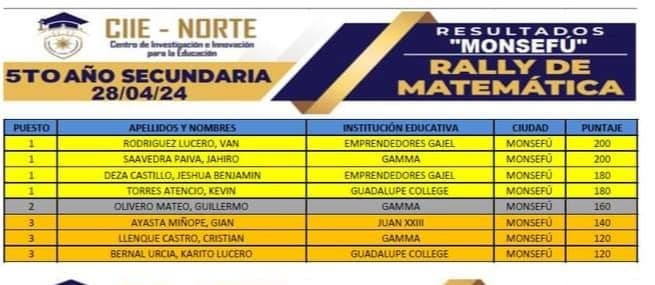 CIIE - NORTE
Centro de Investigación e Innovación
para la Educación
5TO AÑO SECUNDARIA
28/04/24
RESULTADOS
"MONSEFÚ"
RALLY DE
MATEMÁTICA
PUESTO APELLIDOS Y NOMBRES INSTITUCIÓN EDUCATIVA CIUDAD PUNTAJE
1 RODRIGUEZ LUCERO, VAN EMPRENDEDORES GAJEL MONSEFÚ 200
1 SAAVEDRA PAIVA, JAHIRO GAMMA MONSEFÚ 200
1 DEZA CASTILLO, JESHUA BENJAMIN EMPRENDEDORES GAJEL MONSEFÚ 180
1 TORRES ATENCIO, KEVIN GUADALUPE COLLEGE MONSEFÚ 180
2 OLIVERO MATEO, GUILLERMO GAMMA MONSEFÚ 160
3 AYASTA MIÑOPE, GIAN JUAN XXIII MONSEFÚ 140
3 LLENQUE CASTRO, CRISTIAN GAMMA MONSEFÚ 120
3 BERNAL URCIA, KARITO LUCERO GUADALUPE COLLEGE MONSEFÚ 120